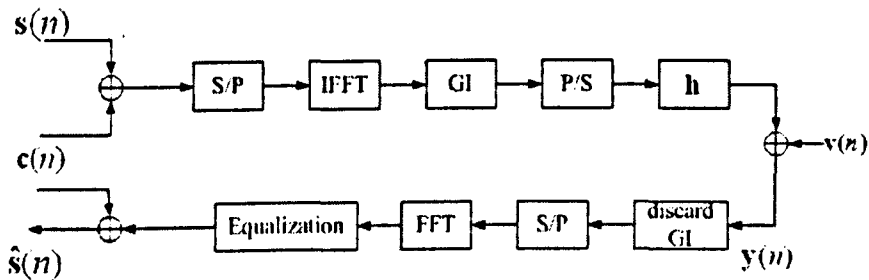 s(n)
S/P
IFFT
GI
P/S
h
c(n)
v(n)
Equalization
FFT
S/P
discard
GI
ŝ(n)
y(n)